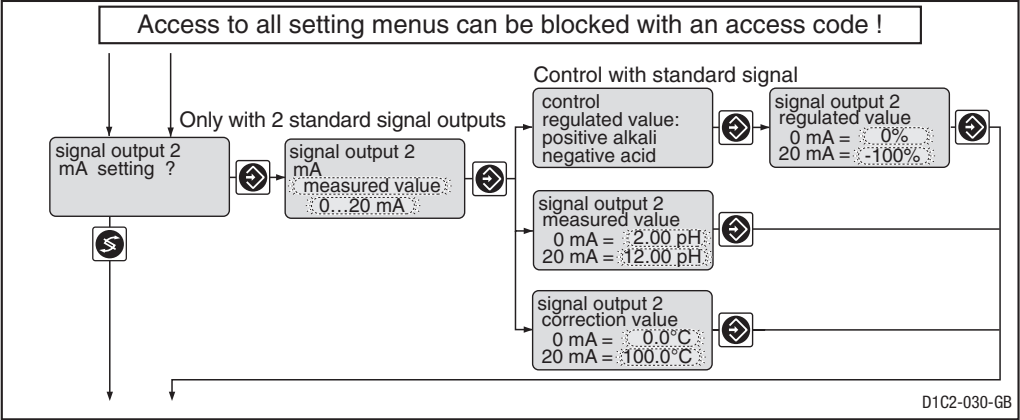 Access to all setting menus can be blocked with an access code !
Control with standard signal
Only with 2 standard signal outputs
signal output 2
mA setting ?
signal output 2
mA
measured value
0...20 mA
control
regulated value:
positive alkali
negative acid
signal output 2
regulated value
0 mA = 0%
20 mA = -100%
signal output 2
measured value
0 mA = 2.00 pH
20 mA = 12.00 pH
signal output 2
correction value
0 mA = 0.0°C
20 mA = 100.0°C
D1C2-030-GB